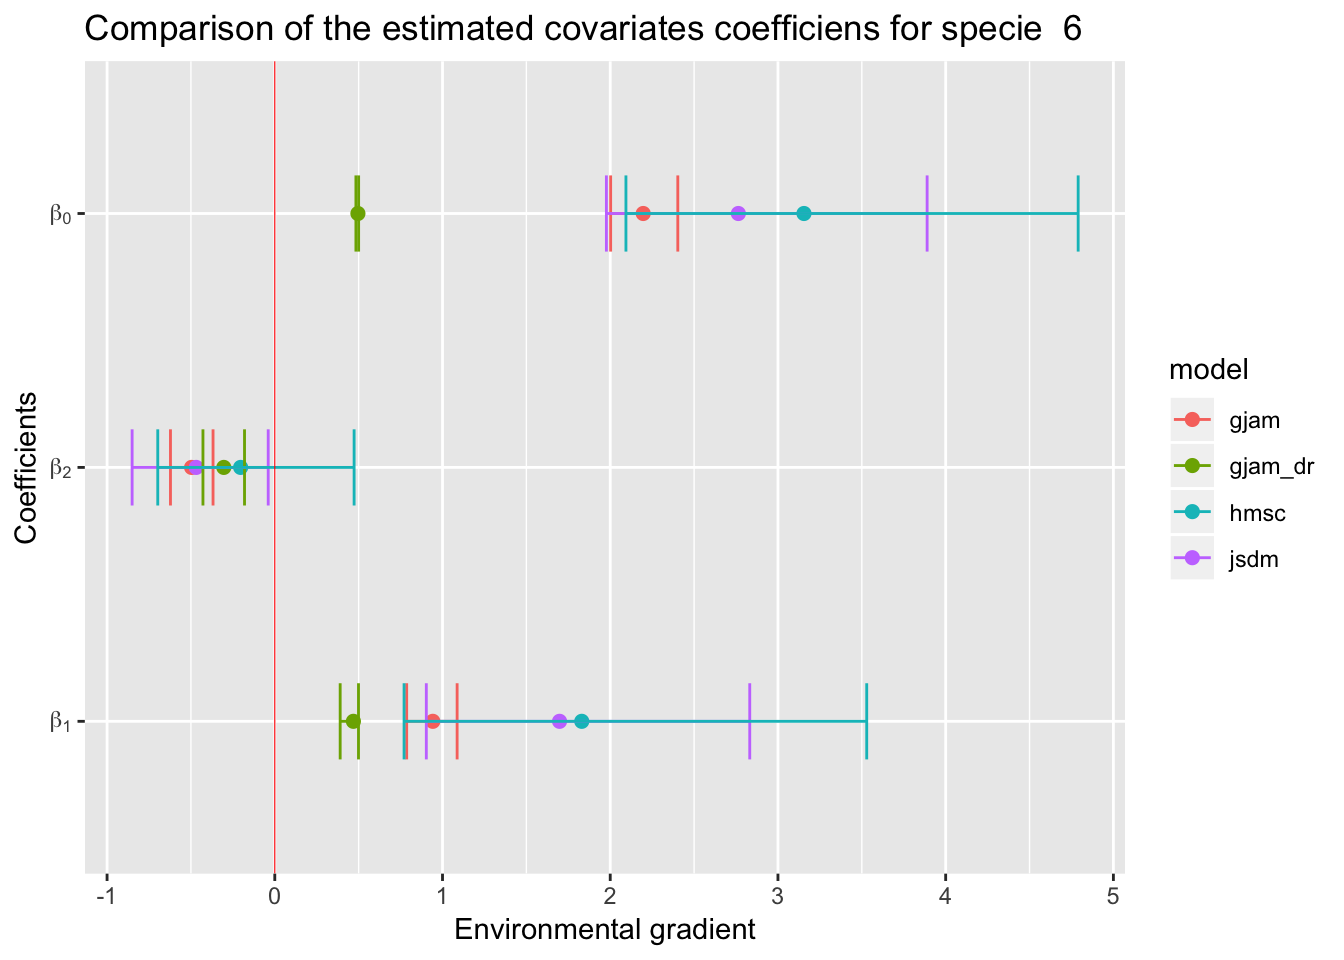 Comparison of the estimated covariates coefficiens for specie  6
Coefficients
β₀
β₂
β₁
-1 0 1 2 3 4 5
Environmental gradient
model
gjam
gjam_dr
hmsc
jsdm